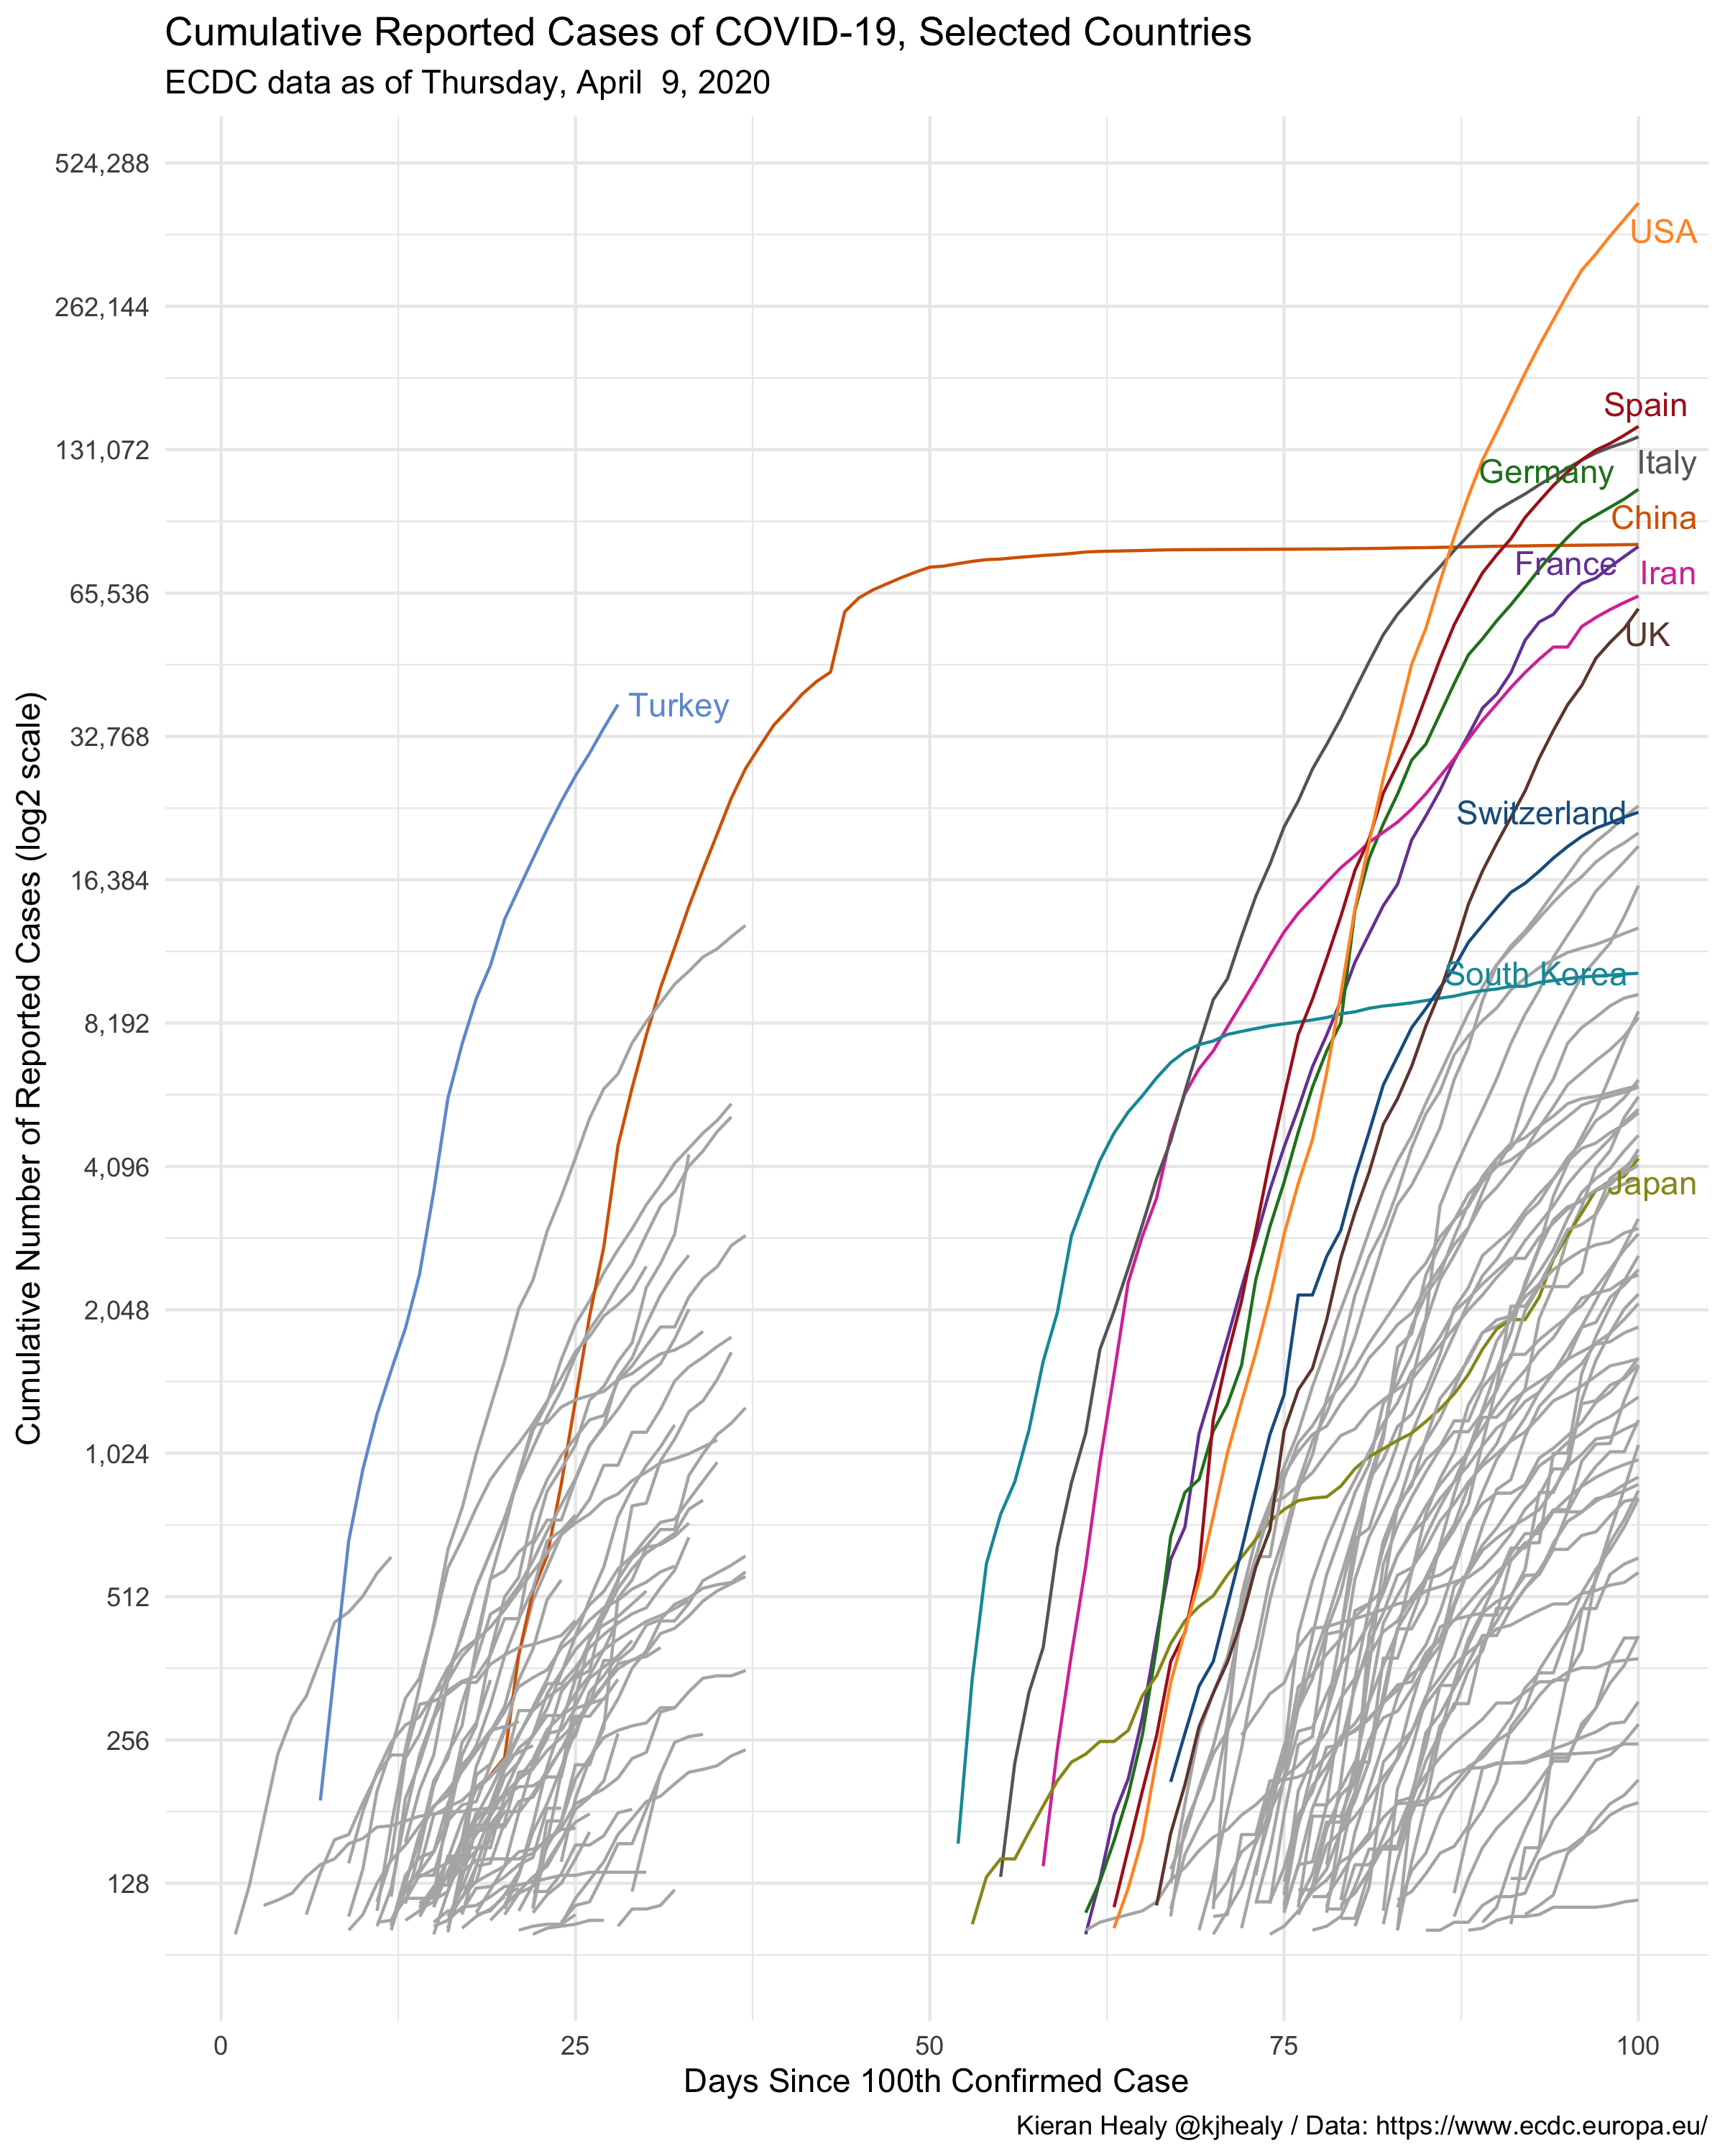 Cumulative Reported Cases of COVID-19, Selected Countries
ECDC data as of Thursday, April  9, 2020
Cumulative Number of Reported Cases (log2 scale)
524,288
262,144
131,072
65,536
32,768
16,384
8,192
4,096
2,048
1,024
512
256
128
USA
Spain
Italy
Germany
China
France
Iran
UK
Turkey
Switzerland
South Korea
Japan
0
25
50
75
100
Days Since 100th Confirmed Case
Kieran Healy @kjhealy / Data: https://www.ecdc.europa.eu/